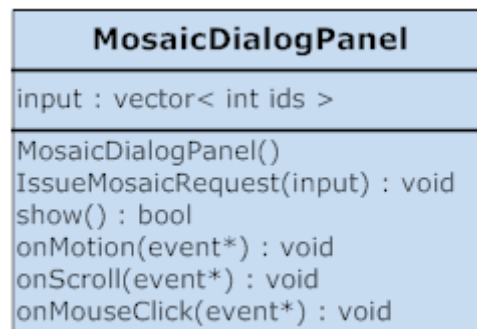 MosaicDialogPanel
input : vector< int ids >
MosaicDialogPanel()
IssueMosaicRequest(input) : void
show() : bool
onMotion(event*) : void
onScroll(event*) : void
onMouseClick(event*) : void